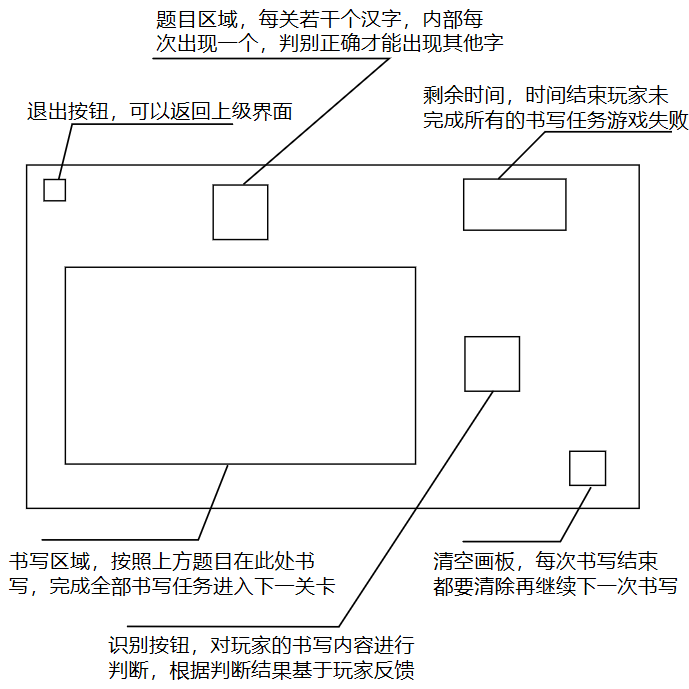 题目区域，每关若干个汉字，内部每
次出现一个，判别正确才能出现其他字
退出按钮，可以返回上级界面
剩余时间，时间结束玩家未
完成所有的书写任务游戏失败
书写区域，按照上方题目在此处书
写，完成全部书写任务进入下一关卡
清空画板，每次书写结束
都要清除再继续下一次书写
识别按钮，对玩家的书写内容进行
判断，根据判断结果基于玩家反馈